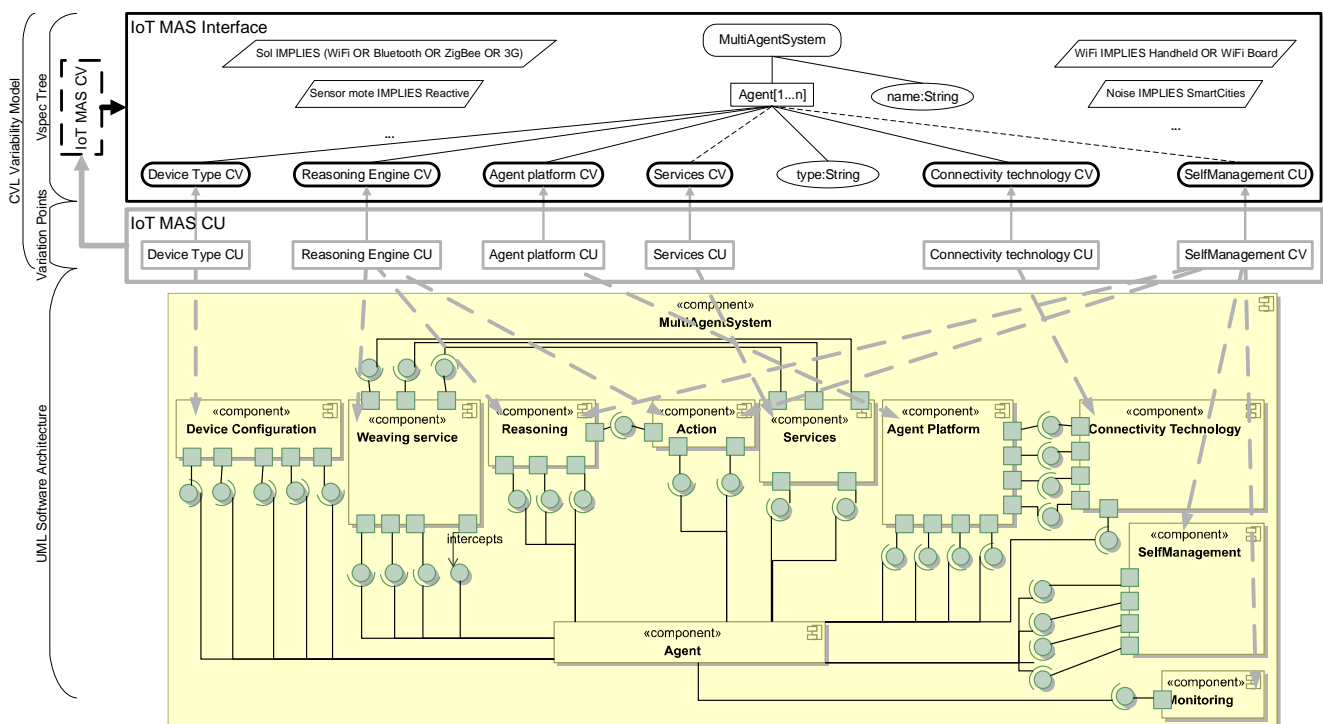 IoT MAS Interface
MultiAgentSystem
SoI IMPLIES (WiFi OR Bluetooth OR ZigBee OR 3G)
WiFi IMPLIES Handheld OR WiFi Board
Sensor mote IMPLIES Reactive
Agent[1...n]
name:String
Noise IMPLIES SmartCities
...
...
Device Type CV
Reasoning Engine CV
Agent platform CV
Services CV
type:String
Connectivity technology CV
SelfManagement CU
CVL Variability Model
Vspec Tree
IoT MAS CV
Variation Points
IoT MAS CU
Device Type CU
Reasoning Engine CU
Agent platform CU
Services CU
Connectivity technology CU
SelfManagement CV
UML Software Architecture
«component»
MultiAgentSystem
«component»
Device Configuration
«component»
Weaving service
«component»
Reasoning
«component»
Action
«component»
Services
«component»
Agent Platform
«component»
Connectivity Technology
intercepts
«component»
SelfManagement
«component»
Agent
«component»
Monitoring